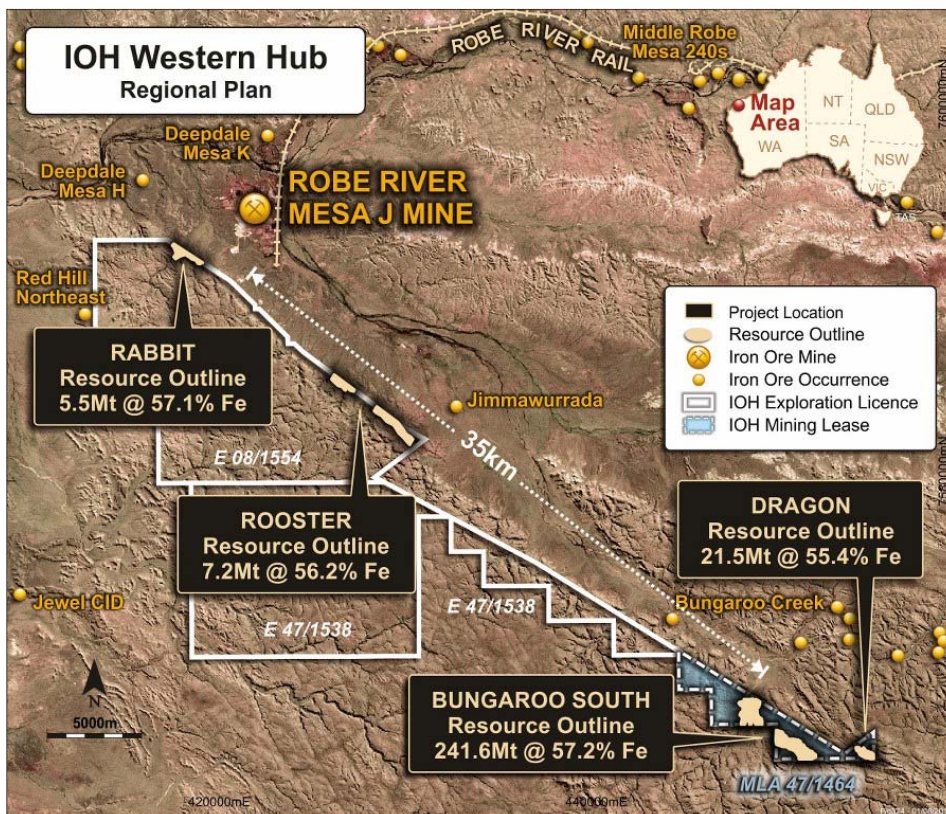 IOH Western Hub
Regional Plan
ROBE RIVER RAIL
Middle Robe
Mesa 240s
Map
Area
WA
NT
SA
QLD
NSW
VIC
TAS
Deepdale
Mesa K
Deepdale
Mesa H
ROBE RIVER
MESA J MINE
Red Hill
Northeast
Project Location
Resource Outline
Iron Ore Mine
Iron Ore Occurrence
IOH Exploration Licence
IOH Mining Lease
RABBIT
Resource Outline
5.5Mt @ 57.1% Fe
Jimmawurrada
35km
E 08/1554
ROOSTER
Resource Outline
7.2Mt @ 56.2% Fe
DRAGON
Resource Outline
21.5Mt @ 55.4% Fe
Jewel CID
E 47/1538
E 47/1538
Bungaroo Creek
N
5000m
BUNGAROO SOUTH
Resource Outline
241.6Mt @ 57.2% Fe
MLA 47/1464
420000mE
440000mE